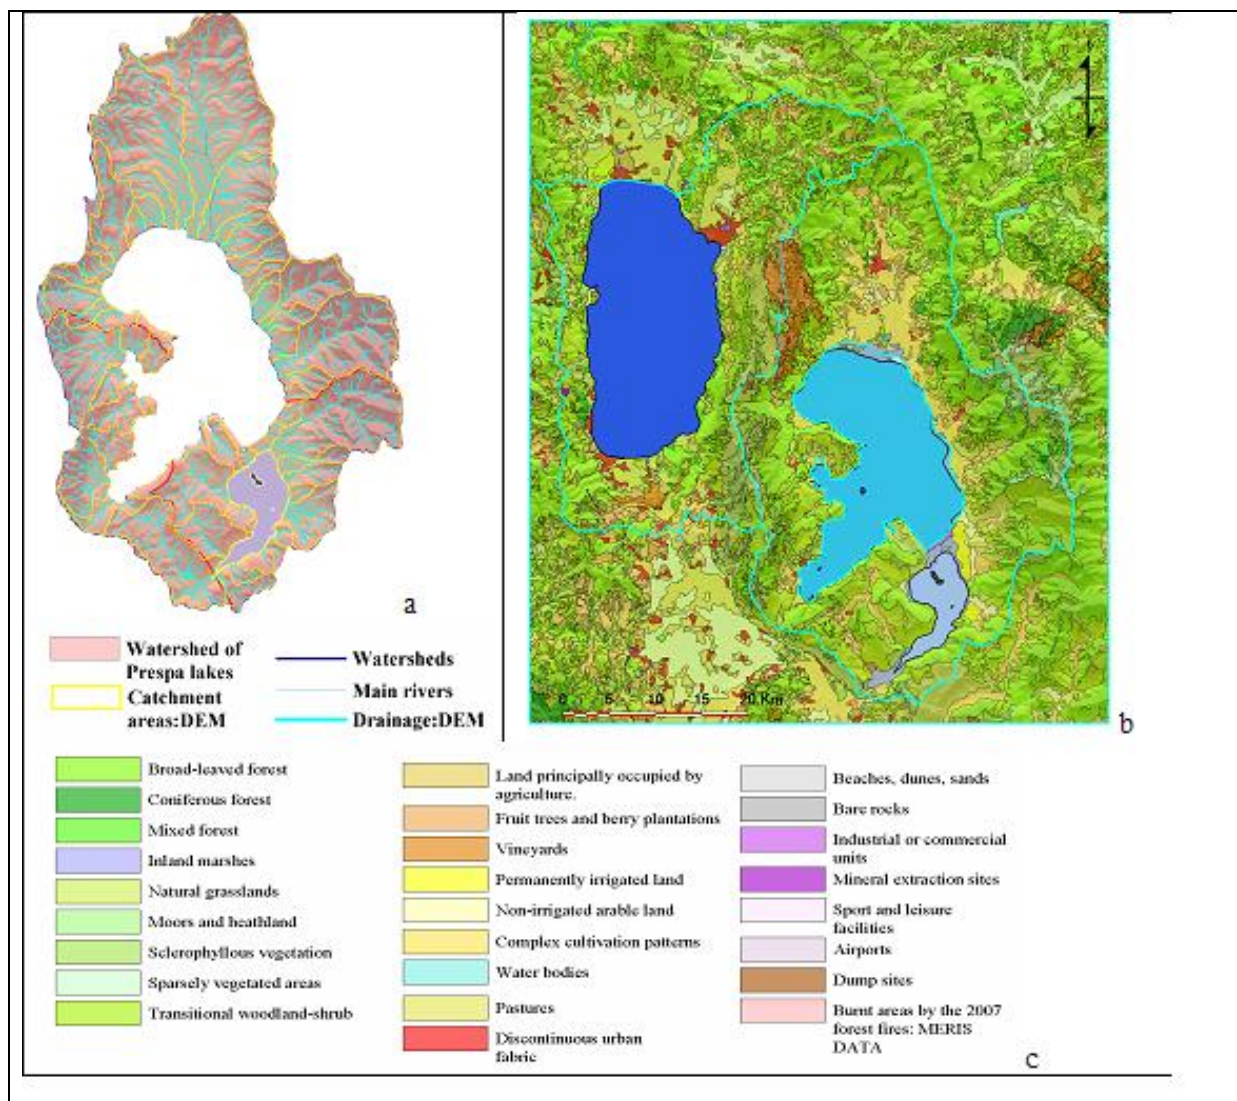 a
Watershed of
Prespa lakes
Catchment
areas:DEM
Watersheds
Main rivers
Drainage:DEM
0 5 10 15 20 Km
b
Broad-leaved forest
Coniferous forest
Mixed forest
Inland marshes
Natural grasslands
Moors and heathland
Sclerophyllous vegetation
Sparsely vegetated areas
Transitional woodland-shrub
Land principally occupied by
agriculture.
Fruit trees and berry plantations
Vineyards
Permanently irrigated land
Non-irrigated arable land
Complex cultivation patterns
Water bodies
Pastures
Discontinuous urban
fabric
Beaches, dunes, sands
Bare rocks
Industrial or commercial
units
Mineral extraction sites
Sport and leisure
facilities
Airports
Dump sites
Burnt areas by the 2007
forest fires: MERIS
DATA
c